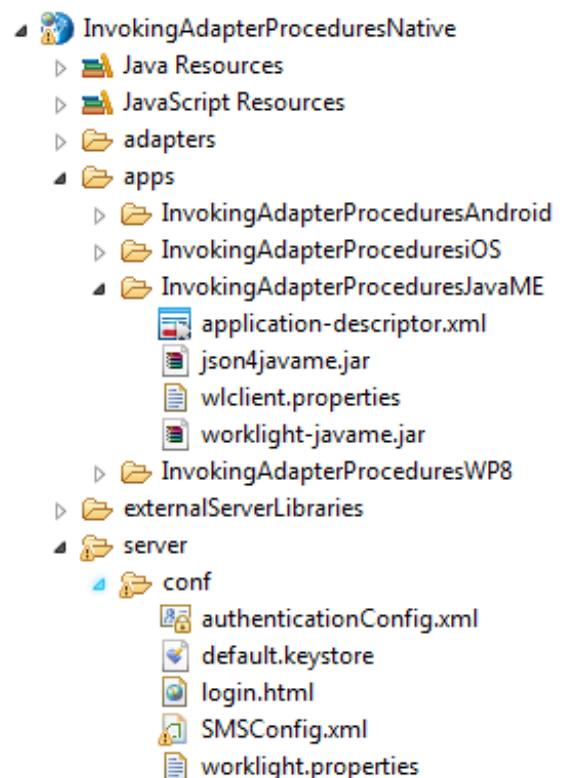 InvokingAdapterProceduresNative
Java Resources
JavaScript Resources
adapters
apps
InvokingAdapterProceduresAndroid
InvokingAdapterProceduresiOS
InvokingAdapterProceduresJavaME
application-descriptor.xml
json4javame.jar
wlclient.properties
worklight-javame.jar
InvokingAdapterProceduresWP8
externalServerLibraries
server
conf
authenticationConfig.xml
default.keystore
login.html
SMSConfig.xml
worklight.properties